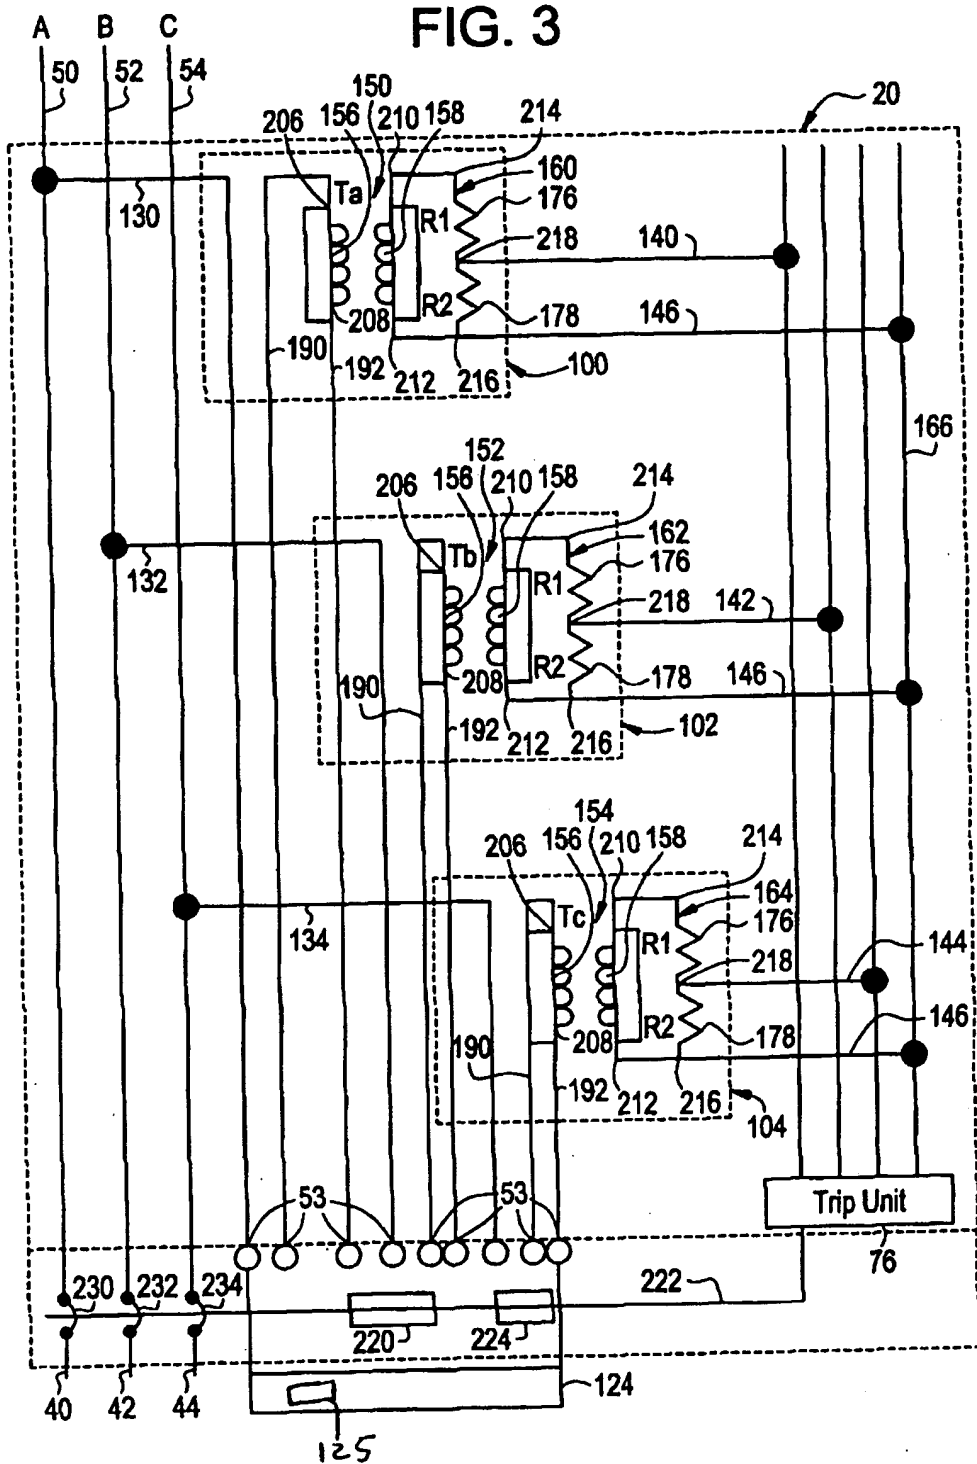 FIG. 3
A B C
50 52 54
20
206 156 150 210 158 214
Ta 160
130 R1 176
218 140
R2
208 178 146
190 192 212 216 100
166
206 156 152 210 158 214
Tb 162
132 R1 176
218 142
R2
190 208 178 146
192 212 216 102
206 156 154 210 158 214
Tc 164
134 R1 176
218 144
R2
190 208 178 146
192 212 216 104
53 53
Trip Unit
76
230 232 234 222
220 224
40 42 44 124
125